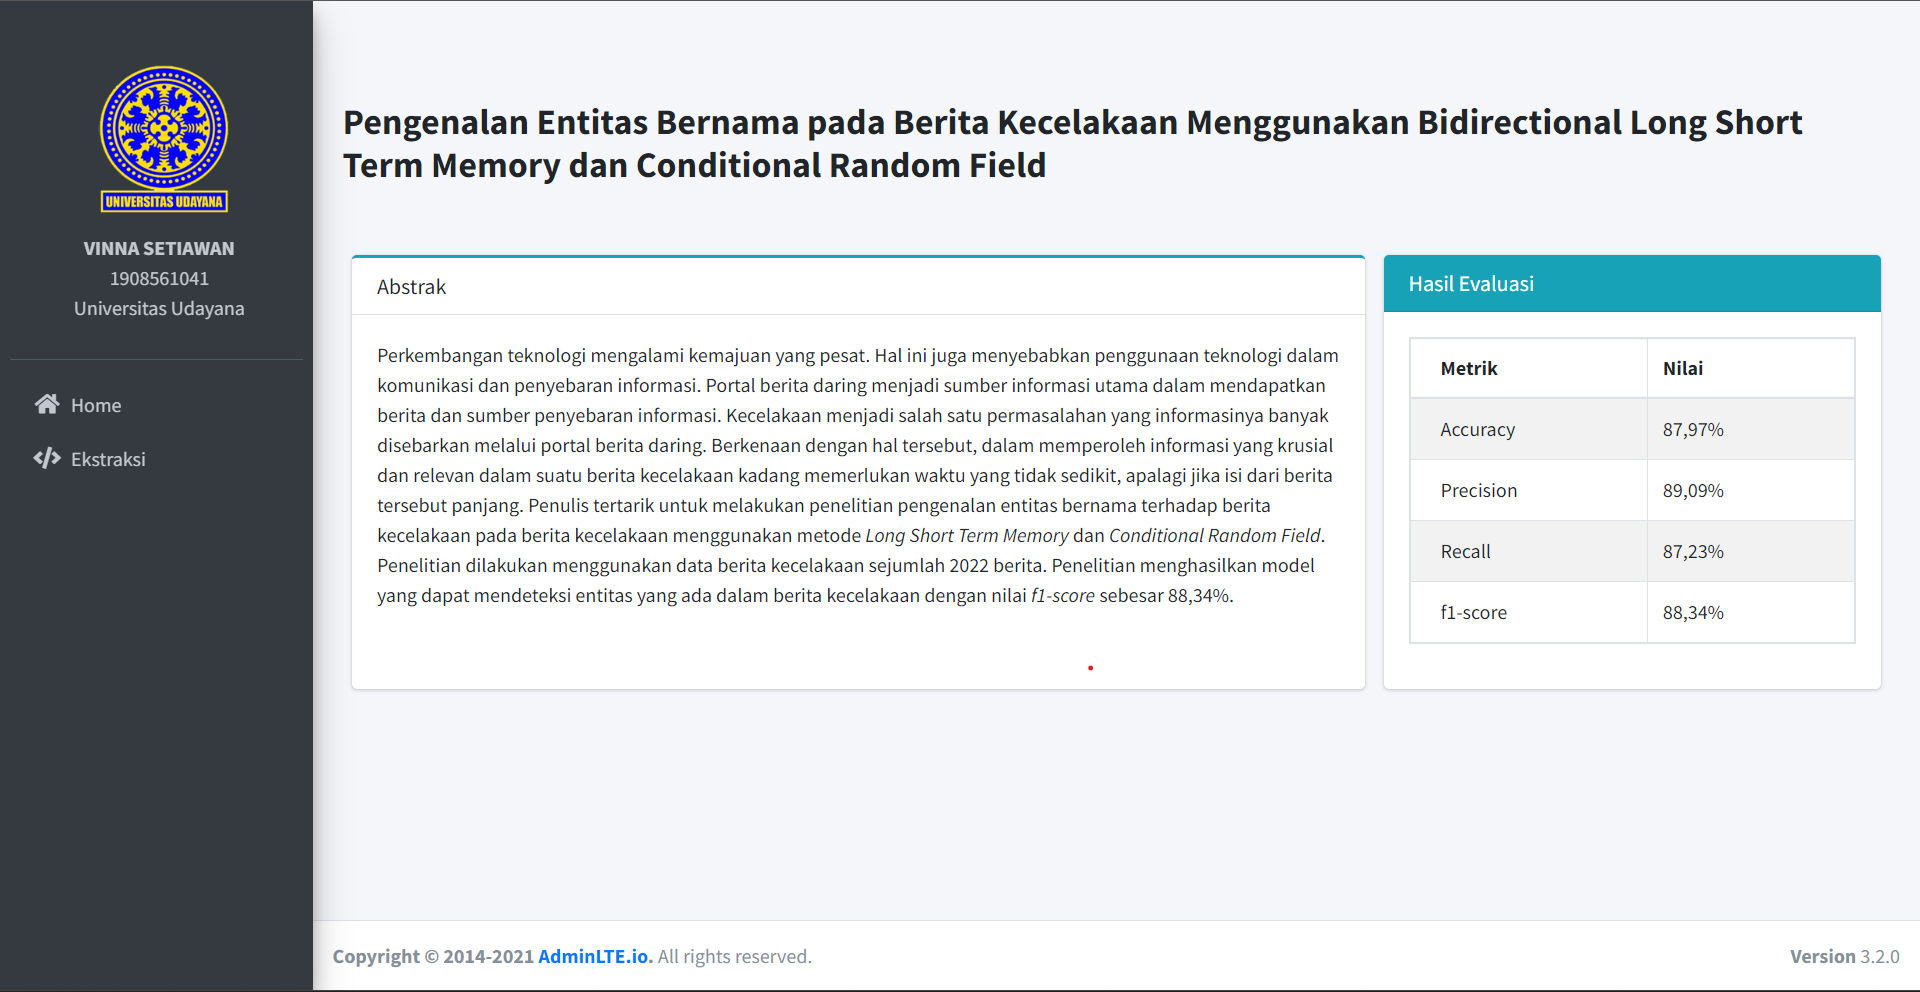 UNIVERSITAS UDAYANA
VINNA SETIAWAN
1908561041
Universitas Udayana
Home
Ekstraksi
Pengenalan Entitas Bernama pada Berita Kecelakaan Menggunakan Bidirectional Long Short
Term Memory dan Conditional Random Field
Abstrak
Perkembangan teknologi mengalami kemajuan yang pesat. Hal ini juga menyebabkan penggunaan teknologi dalam
komunikasi dan penyebaran informasi. Portal berita daring menjadi sumber informasi utama dalam mendapatkan
berita dan sumber penyebaran informasi. Kecelakaan menjadi salah satu permasalahan yang informasinya banyak
disebarkan melalui portal berita daring. Berkenaan dengan hal tersebut, dalam memperoleh informasi yang krusial
dan relevan dalam suatu berita kecelakaan kadang memerlukan waktu yang tidak sedikit, apalagi jika isi dari berita
tersebut panjang. Penulis tertarik untuk melakukan penelitian pengenalan entitas bernama terhadap berita
kecelakaan pada berita kecelakaan menggunakan metode Long Short Term Memory dan Conditional Random Field.
Penelitian dilakukan menggunakan data berita kecelakaan sejumlah 2022 berita. Penelitian menghasilkan model
yang dapat mendeteksi entitas yang ada dalam berita kecelakaan dengan nilai f1-score sebesar 88,34%.
Hasil Evaluasi
Metrik Nilai
Accuracy 87,97%
Precision 89,09%
Recall 87,23%
f1-score 88,34%
Copyright © 2014-2021 AdminLTE.io. All rights reserved.
Version 3.2.0